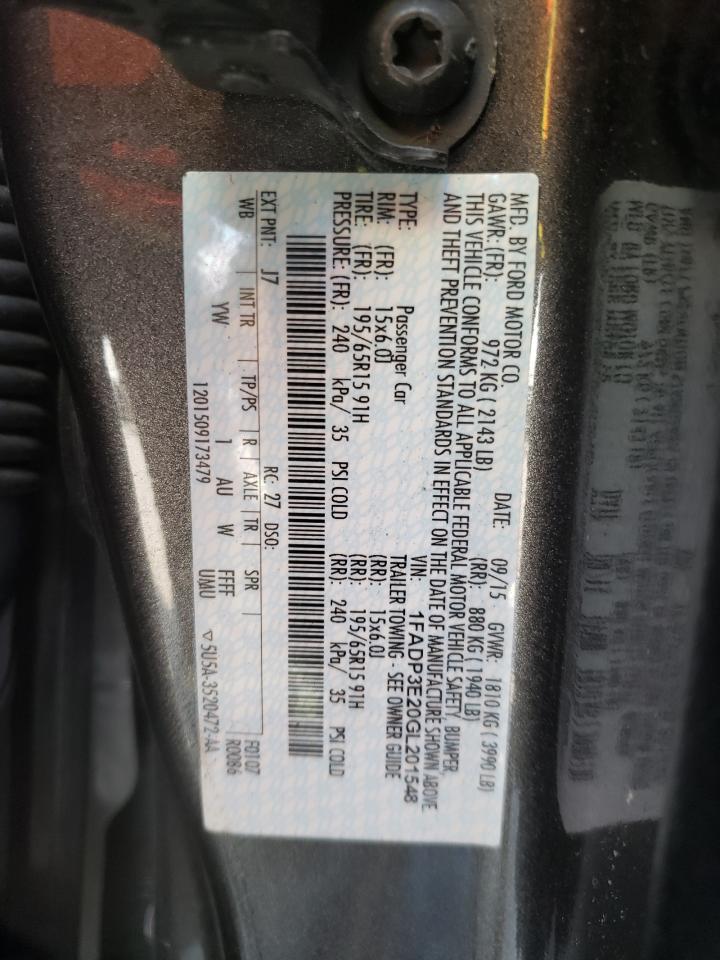 MFD. BY FORD MOTOR CO. DATE: 09/15 GVWR: 1810 KG ( 3990 LB)
GAWR: (FR): 972 KG ( 2143 LB) (RR): 880 KG ( 1940 LB)
THIS VEHICLE CONFORMS TO ALL APPLICABLE FEDERAL MOTOR VEHICLE SAFETY, BUMPER,
AND THEFT PREVENTION STANDARDS IN EFFECT ON THE DATE OF MANUFACTURE SHOWN ABOVE.
VIN: 1FADP3E20GL201548
TYPE: Passenger Car TRAILER TOWING - SEE OWNER GUIDE
RIM: (FR): 15x6.0J (RR): 15x6.0J
TIRE: (FR): 195/65R15 91H (RR): 195/65R15 91H
PRESSURE: (FR): 240 kPa/ 35 PSI COLD (RR): 240 kPa/ 35 PSI COLD
EXT PNT: J7 RC: 27 DSO: F0107
WB INT TR TP/PS R AXLE TR SPR R0086
YW 1 AU W FFFF
1201509173479 UMU ▽ 5U5A-3520472-AA